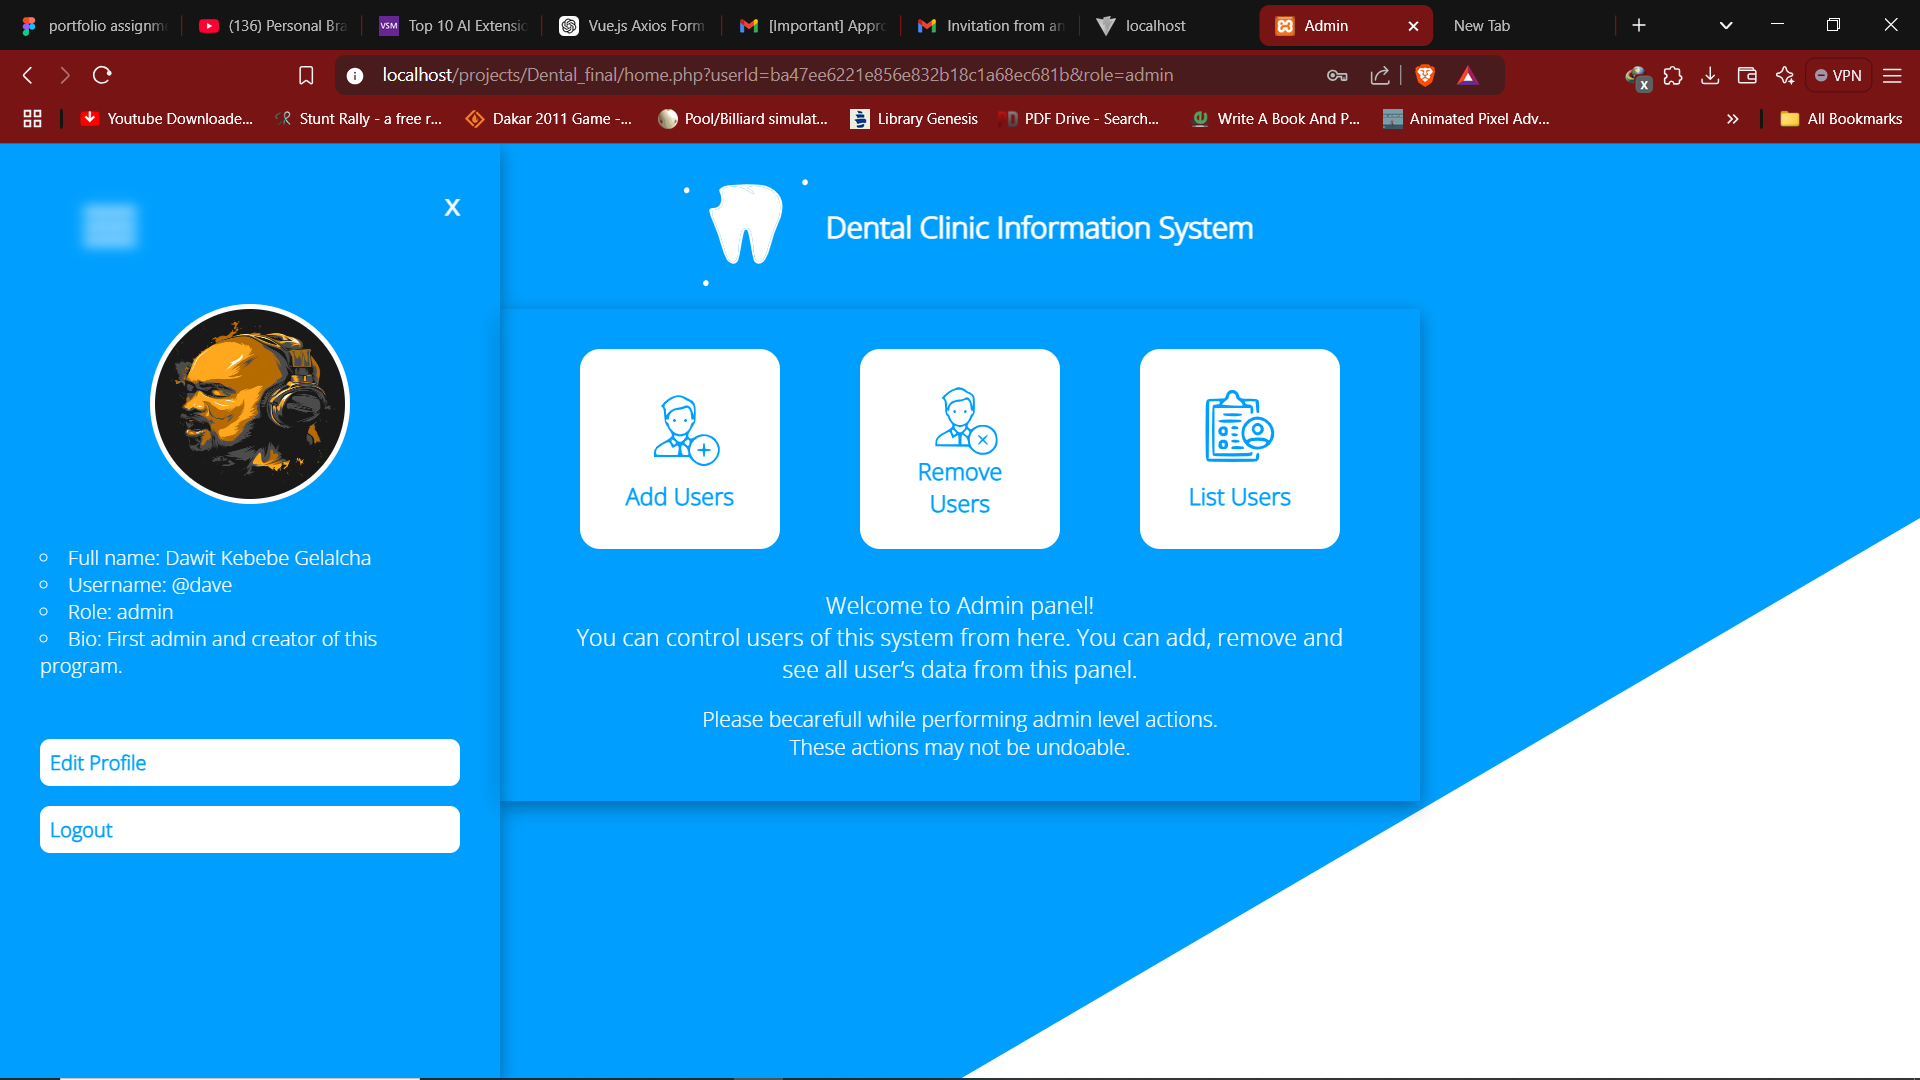 portfolio assignm
(136) Personal Bra
VSM
Top 10 AI Extensio
Vue.js Axios Form
[Important] Appro
Invitation from an
localhost
Admin
New Tab
localhost/projects/Dental_final/home.php?userId=ba47ee6221e856e832b18c1a68ec681b&role=admin
x
VPN
Youtube Downloade...
Stunt Rally - a free r...
Dakar 2011 Game -...
Pool/Billiard simulat...
Library Genesis
PDF Drive - Search...
Write A Book And P...
Animated Pixel Adv...
»
All Bookmarks
X
Dental Clinic Information System
Add Users
Remove
Users
List Users
Full name: Dawit Kebebe Gelalcha
Username: @dave
Role: admin
Bio: First admin and creator of this
program.
Edit Profile
Logout
Welcome to Admin panel!
You can control users of this system from here. You can add, remove and
see all user’s data from this panel.
Please becarefull while performing admin level actions.
These actions may not be undoable.